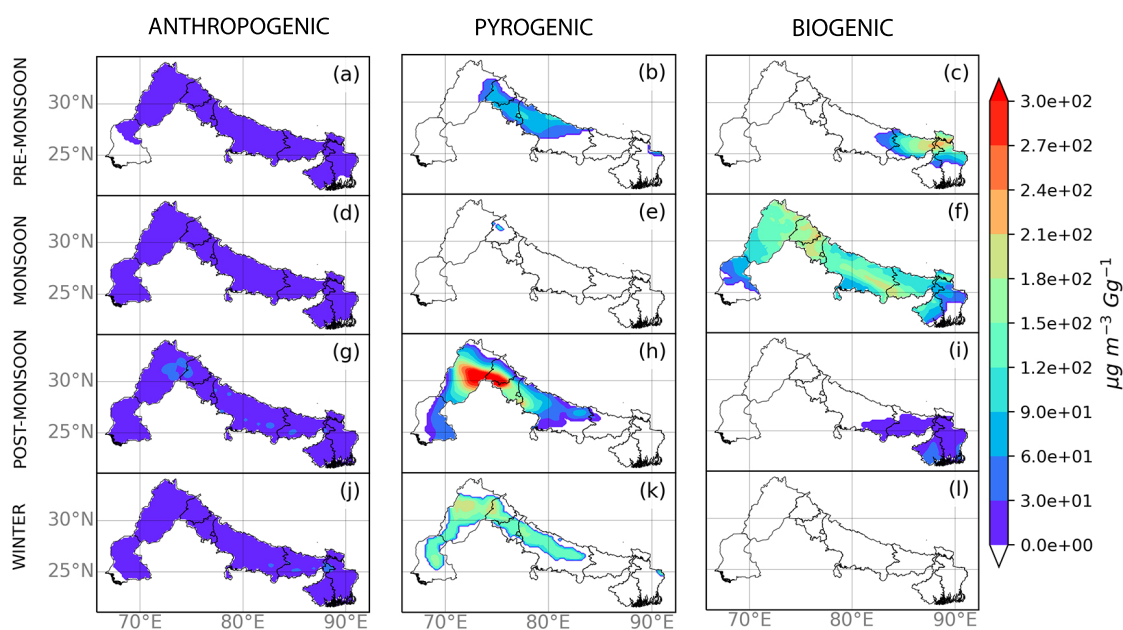 ANTHROPOGENIC PYROGENIC BIOGENIC
PRE-MONSOON
30°N
25°N
(a)
(b)
(c)
MONSOON
30°N
25°N
(d)
(e)
(f)
POST-MONSOON
30°N
25°N
(g)
(h)
(i)
WINTER
30°N
25°N
(j)
(k)
(l)
70°E 80°E 90°E 70°E 80°E 90°E 70°E 80°E 90°E
3.0e+02
2.7e+02
2.4e+02
2.1e+02
1.8e+02
1.5e+02
1.2e+02
9.0e+01
6.0e+01
3.0e+01
0.0e+00
μg m⁻³ Gg⁻¹